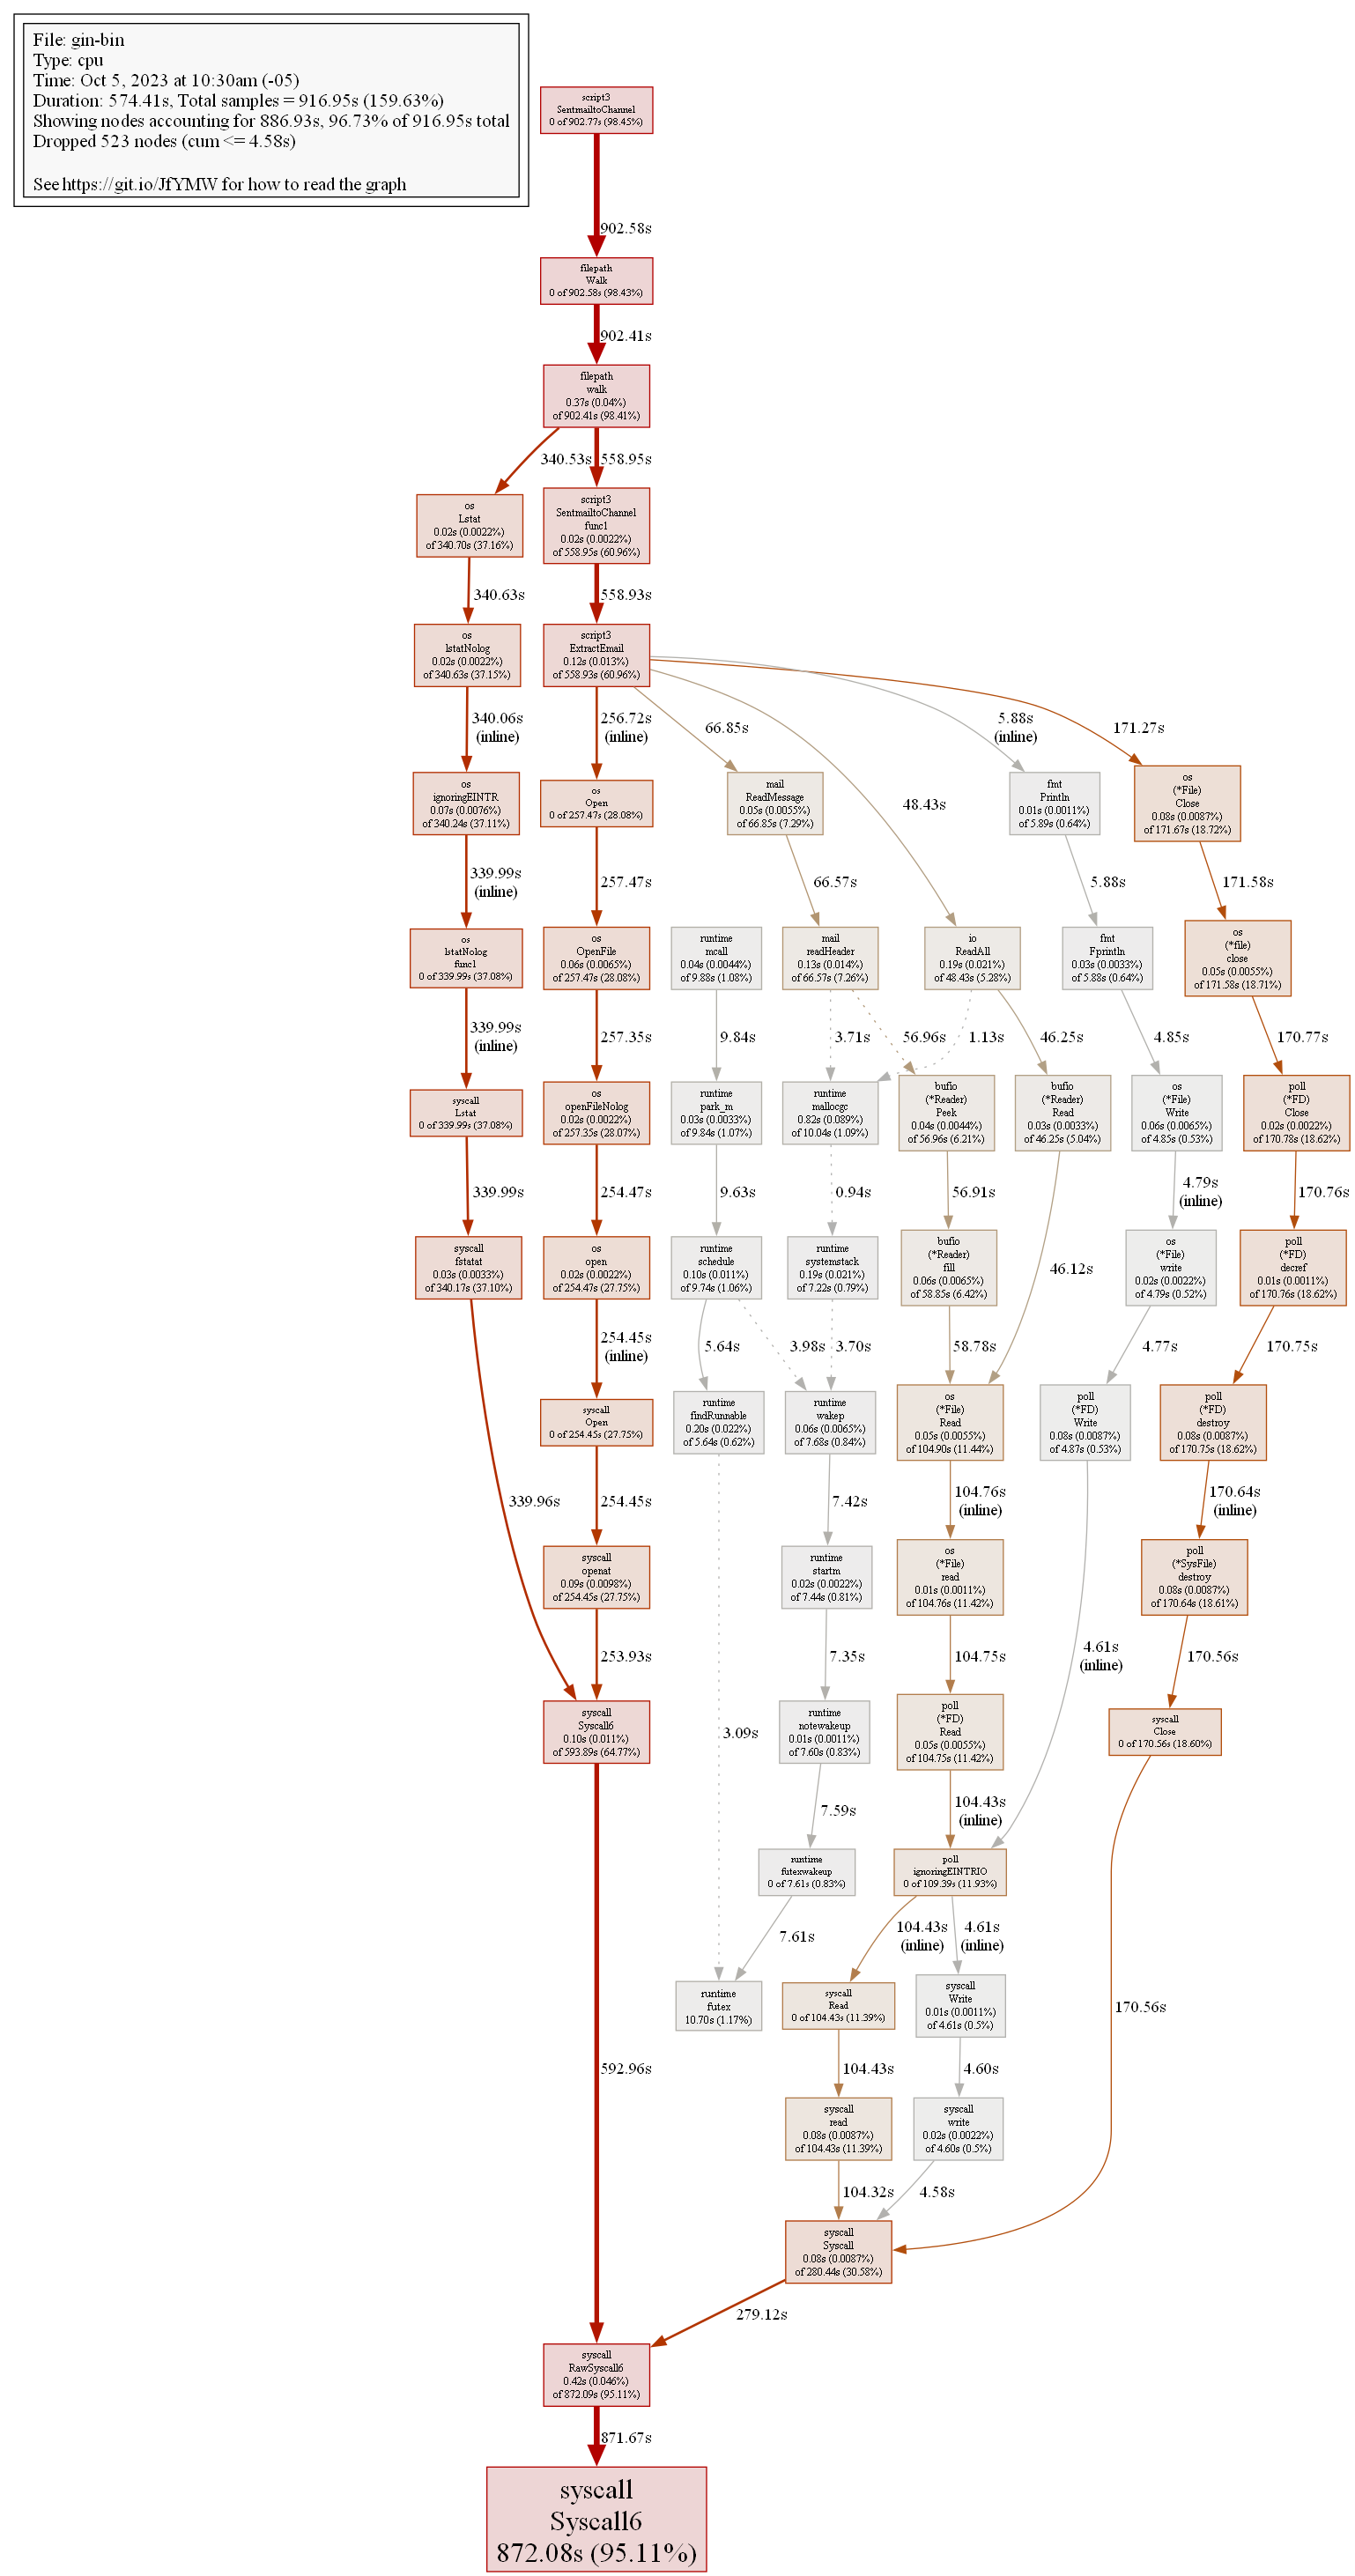 File: gin-bin
Type: cpu
Time: Oct 5, 2023 at 10:30am (-05)
Duration: 574.41s, Total samples = 916.95s (159.63%)
Showing nodes accounting for 886.93s, 96.73% of 916.95s total
Dropped 523 nodes (cum <= 4.58s)
See https://git.io/JfYMW for how to read the graph
script3
SentmailtoChannel
0 of 902.77s (98.45%)
902.58s
filepath
Walk
0 of 902.58s (98.43%)
902.41s
filepath
walk
0.37s (0.04%)
of 902.41s (98.41%)
340.53s
558.95s
os
Lstat
0.02s (0.0022%)
of 340.70s (37.16%)
script3
SentmailtoChannel
func1
0.02s (0.0022%)
of 558.95s (60.96%)
340.63s
558.93s
os
lstatNolog
0.02s (0.0022%)
of 340.63s (37.15%)
script3
ExtractEmail
0.12s (0.013%)
of 558.93s (60.96%)
340.06s
(inline)
256.72s
(inline)
66.85s
48.43s
5.88s
(inline)
171.27s
os
ignoringEINTR
0.07s (0.0076%)
of 340.24s (37.11%)
os
Open
0 of 257.47s (28.08%)
mail
ReadMessage
0.05s (0.0055%)
of 66.85s (7.29%)
fmt
Println
0.01s (0.0011%)
of 5.89s (0.64%)
os
(*File)
Close
0.08s (0.0087%)
of 171.67s (18.72%)
339.99s
(inline)
257.47s
66.57s
5.88s
171.58s
os
lstatNolog
func1
0 of 339.99s (37.08%)
os
OpenFile
0.06s (0.0065%)
of 257.47s (28.08%)
runtime
mcall
0.04s (0.0044%)
of 9.88s (1.08%)
mail
readHeader
0.13s (0.014%)
of 66.57s (7.26%)
io
ReadAll
0.19s (0.021%)
of 48.43s (5.28%)
fmt
Fprintln
0.03s (0.0033%)
of 5.88s (0.64%)
os
(*file)
close
0.05s (0.0055%)
of 171.58s (18.71%)
339.99s
(inline)
257.35s
9.84s
3.71s
56.96s
1.13s
46.25s
4.85s
170.77s
syscall
Lstat
0 of 339.99s (37.08%)
os
openFileNolog
0.02s (0.0022%)
of 257.35s (28.07%)
runtime
park_m
0.03s (0.0033%)
of 9.84s (1.07%)
runtime
mallocgc
0.82s (0.089%)
of 10.04s (1.09%)
bufio
(*Reader)
Peek
0.04s (0.0044%)
of 56.96s (6.21%)
bufio
(*Reader)
Read
0.03s (0.0033%)
of 46.25s (5.04%)
os
(*File)
Write
0.06s (0.0065%)
of 4.85s (0.53%)
poll
(*FD)
Close
0.02s (0.0022%)
of 170.78s (18.62%)
339.99s
254.47s
9.63s
0.94s
56.91s
46.12s
4.79s
(inline)
170.76s
syscall
fstatat
0.03s (0.0033%)
of 340.17s (37.10%)
os
open
0.02s (0.0022%)
of 254.47s (27.75%)
runtime
schedule
0.10s (0.011%)
of 9.74s (1.06%)
runtime
systemstack
0.19s (0.021%)
of 7.22s (0.79%)
bufio
(*Reader)
fill
0.06s (0.0065%)
of 58.85s (6.42%)
os
(*File)
write
0.02s (0.0022%)
of 4.79s (0.52%)
poll
(*FD)
decref
0.01s (0.0011%)
of 170.76s (18.62%)
254.45s
(inline)
5.64s
3.98s
3.70s
58.78s
4.77s
170.75s
syscall
Open
0 of 254.45s (27.75%)
runtime
findRunnable
0.20s (0.022%)
of 5.64s (0.62%)
runtime
wakep
0.06s (0.0065%)
of 7.68s (0.84%)
os
(*File)
Read
0.05s (0.0055%)
of 104.90s (11.44%)
poll
(*FD)
Write
0.08s (0.0087%)
of 4.87s (0.53%)
poll
(*FD)
destroy
0.08s (0.0087%)
of 170.75s (18.62%)
339.96s
254.45s
7.42s
104.76s
(inline)
170.64s
(inline)
syscall
openat
0.09s (0.0098%)
of 254.45s (27.75%)
runtime
startm
0.02s (0.0022%)
of 7.44s (0.81%)
os
(*File)
read
0.01s (0.0011%)
of 104.76s (11.42%)
poll
(*SysFile)
destroy
0.08s (0.0087%)
of 170.64s (18.61%)
253.93s
7.35s
104.75s
4.61s
(inline)
170.56s
syscall
Syscall6
0.10s (0.011%)
of 593.89s (64.77%)
3.09s
runtime
notewakeup
0.01s (0.0011%)
of 7.60s (0.83%)
poll
(*FD)
Read
0.05s (0.0055%)
of 104.75s (11.42%)
syscall
Close
0 of 170.56s (18.60%)
7.59s
104.43s
(inline)
runtime
futexwakeup
0 of 7.61s (0.83%)
poll
ignoringEINTRIO
0 of 109.39s (11.93%)
7.61s
104.43s
(inline)
4.61s
(inline)
runtime
futex
10.70s (1.17%)
syscall
Read
0 of 104.43s (11.39%)
syscall
Write
0.01s (0.0011%)
of 4.61s (0.5%)
170.56s
592.96s
104.43s
4.60s
syscall
read
0.08s (0.0087%)
of 104.43s (11.39%)
syscall
write
0.02s (0.0022%)
of 4.60s (0.5%)
104.32s
4.58s
syscall
Syscall
0.08s (0.0087%)
of 280.44s (30.58%)
279.12s
syscall
RawSyscall6
0.42s (0.046%)
of 872.09s (95.11%)
871.67s
syscall
Syscall6
872.08s (95.11%)